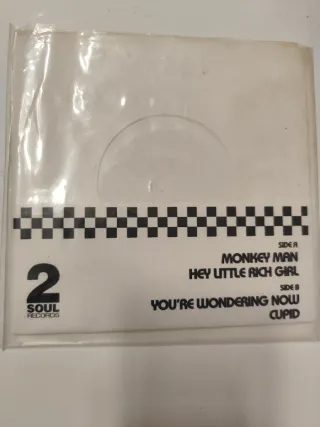 SIDE A
MONKEY MAN
HEY LITTLE RICH GIRL
SIDE B
YOU'RE WONDERING NOW
CUPID
2
SOUL
RECORDS